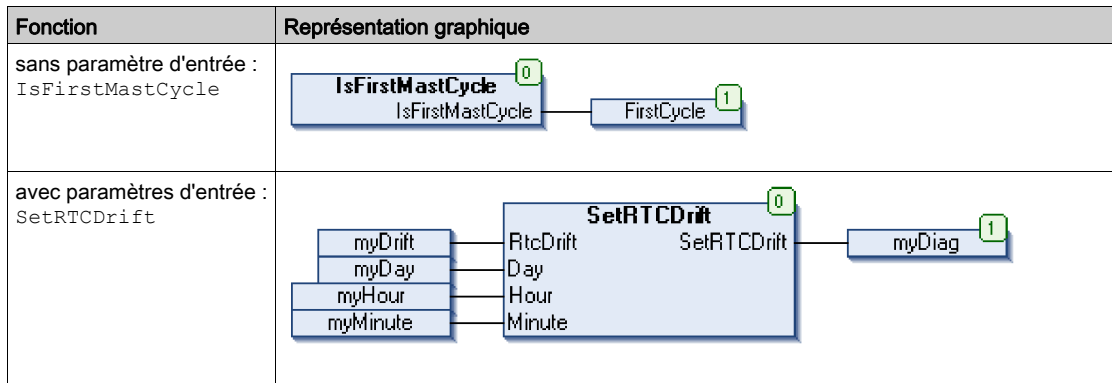 Fonction Représentation graphique
sans paramètre d'entrée :
IsFirstMastCycle
0
IsFirstMastCycle
IsFirstMastCycle
1
FirstCycle
avec paramètres d'entrée :
SetRTCDrift
0
SetRTCDrift
myDrift RtcDrift SetRTCDrift myDiag 1
myDay Day
myHour Hour
myMinute Minute